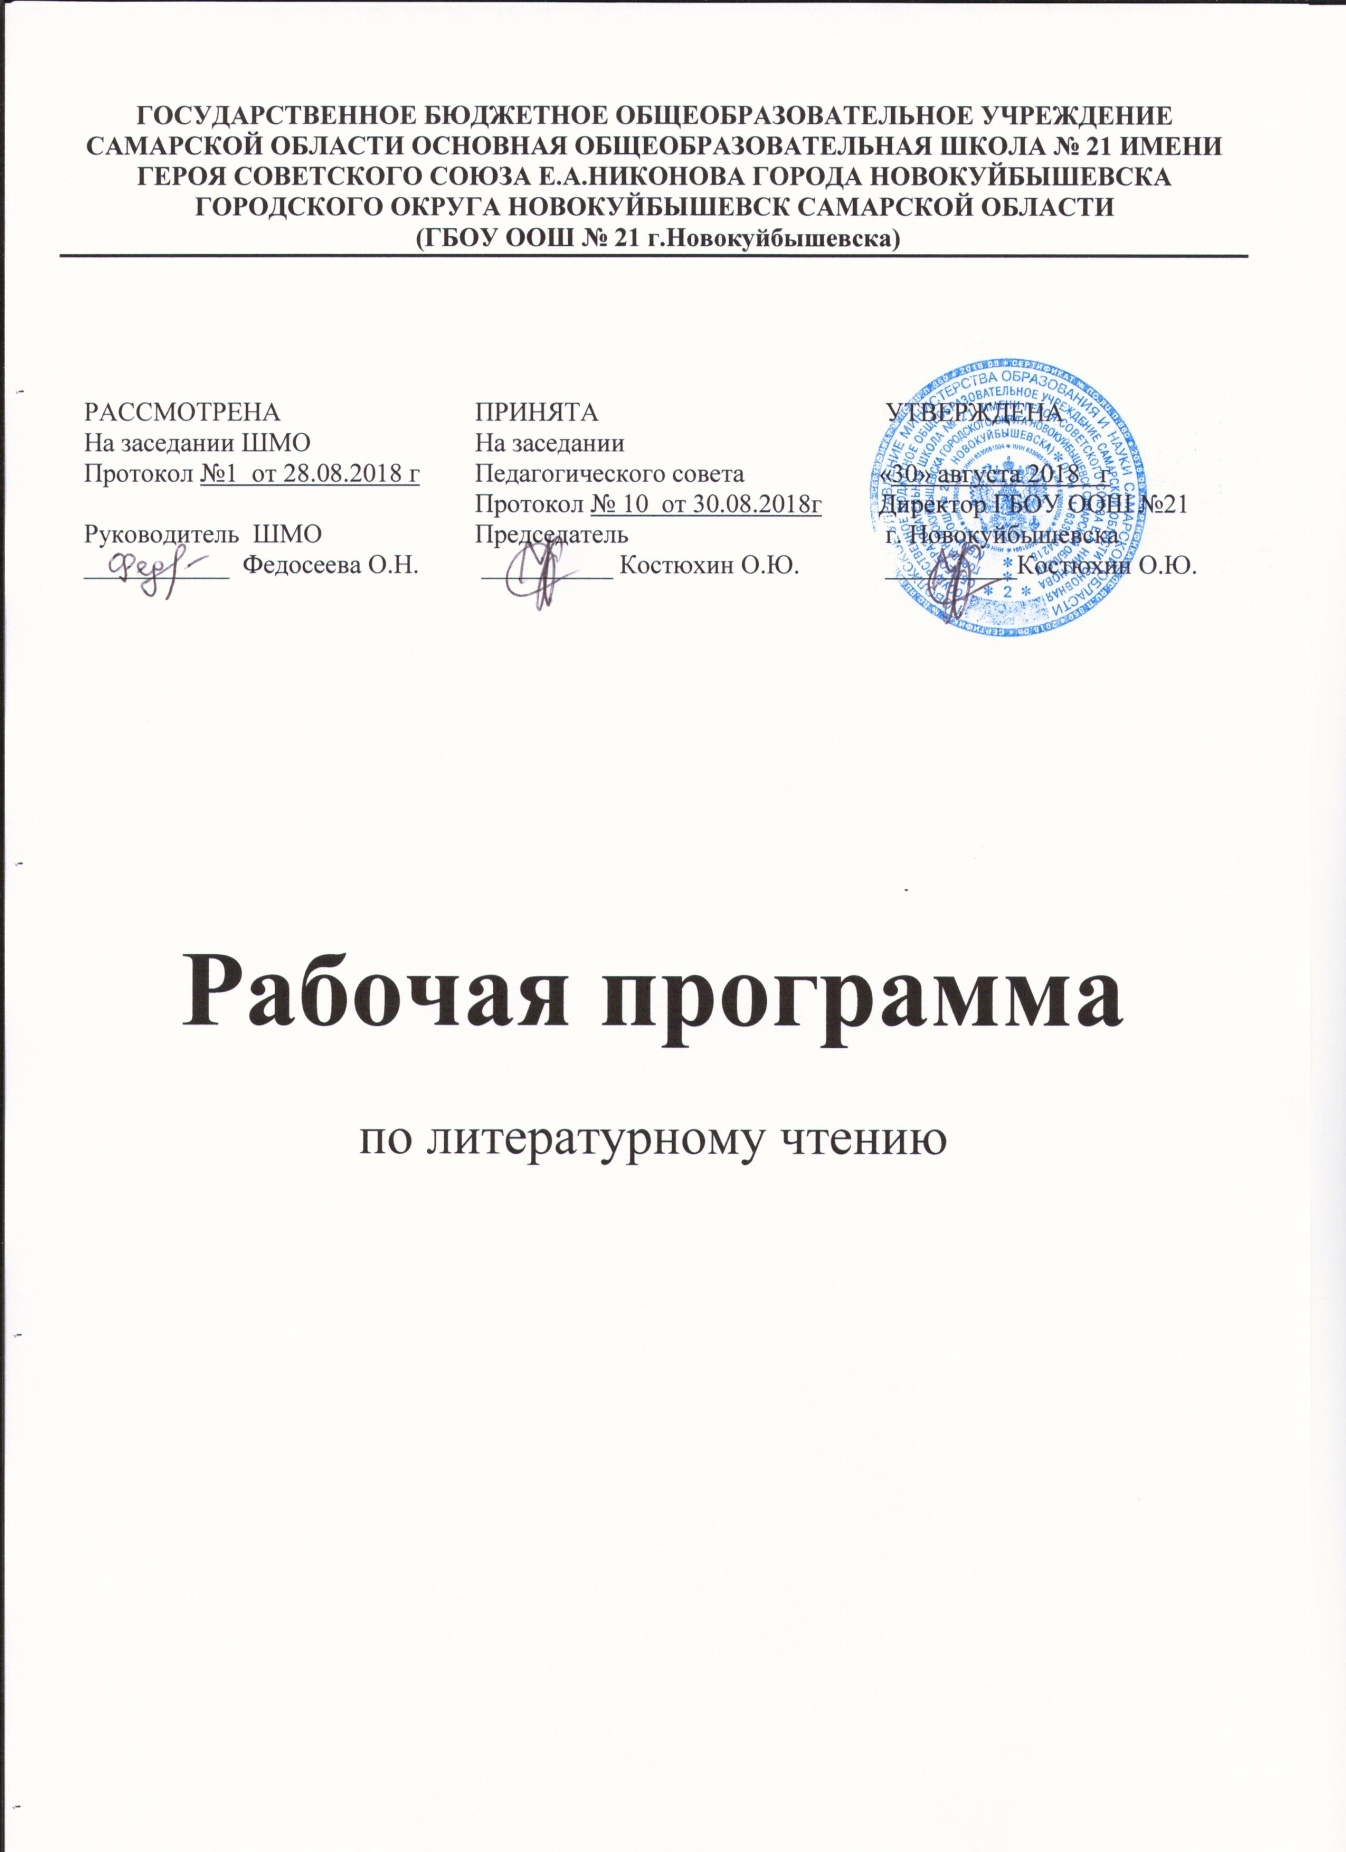 ГОСУДАРСТВЕННОЕ БЮДЖЕТНОЕ ОБЩЕОБРАЗОВАТЕЛЬНОЕ УЧРЕЖДЕНИЕ
САМАРСКОЙ ОБЛАСТИ ОСНОВНАЯ ОБЩЕОБРАЗОВАТЕЛЬНАЯ ШКОЛА № 21 ИМЕНИ
ГЕРОЯ СОВЕТСКОГО СОЮЗА Е.А.НИКОНОВА ГОРОДА НОВОКУЙБЫШЕВСКА
ГОРОДСКОГО ОКРУГА НОВОКУЙБЫШЕВСК САМАРСКОЙ ОБЛАСТИ
(ГБОУ ООШ № 21 г.Новокуйбышевска)
РАССМОТРЕНА
На заседании ШМО
Протокол №1 от 28.08.2018 г
Руководитель ШМО
Федосеева О.Н.
ПРИНЯТА
На заседании
Педагогического совета
Протокол № 10 от 30.08.2018г
Председатель
Костюхин О.Ю.
УТВЕРЖДЕНА
«30» августа 2018 г
Директор ГБОУ ООШ №21
г. Новокуйбышевска
Костюхин О.Ю.
Рабочая программа
по литературному чтению